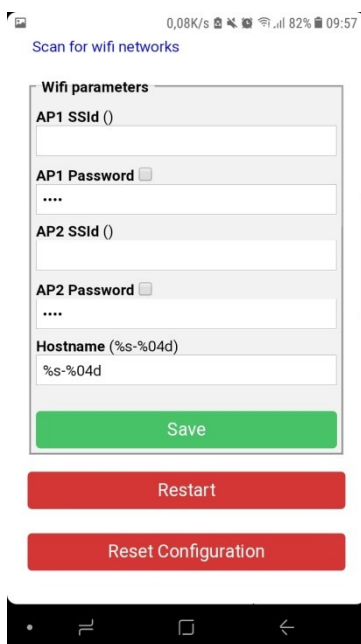 0,08K/s 82% 09:57
Scan for wifi networks
Wifi parameters
AP1 SSId ()
AP1 Password
••••
AP2 SSId ()
AP2 Password
••••
Hostname (%s-%04d)
%s-%04d
Save
Restart
Reset Configuration